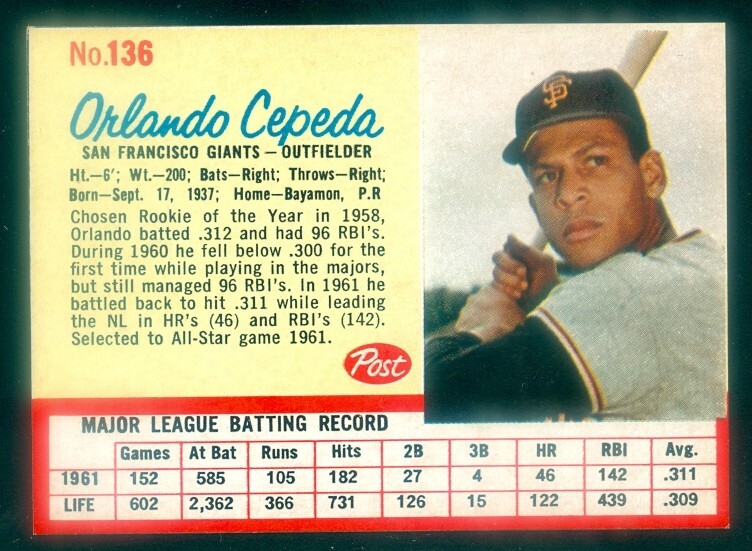 No.136
Orlando Cepeda
SAN FRANCISCO GIANTS — OUTFIELDER
Ht.—6'; Wt.—200; Bats—Right; Throws—Right;
Born—Sept. 17, 1937; Home—Bayamon, P.R
Chosen Rookie of the Year in 1958,
Orlando batted .312 and had 96 RBI's.
During 1960 he fell below .300 for the
first time while playing in the majors,
but still managed 96 RBI's. In 1961 he
battled back to hit .311 while leading
the NL in HR's (46) and RBI's (142).
Selected to All-Star game 1961.
Post
SF
MAJOR LEAGUE BATTING RECORD
Games At Bat Runs Hits 2B 3B HR RBI Avg.
1961 152 585 105 182 27 4 46 142 .311
LIFE 602 2,362 366 731 126 15 122 439 .309